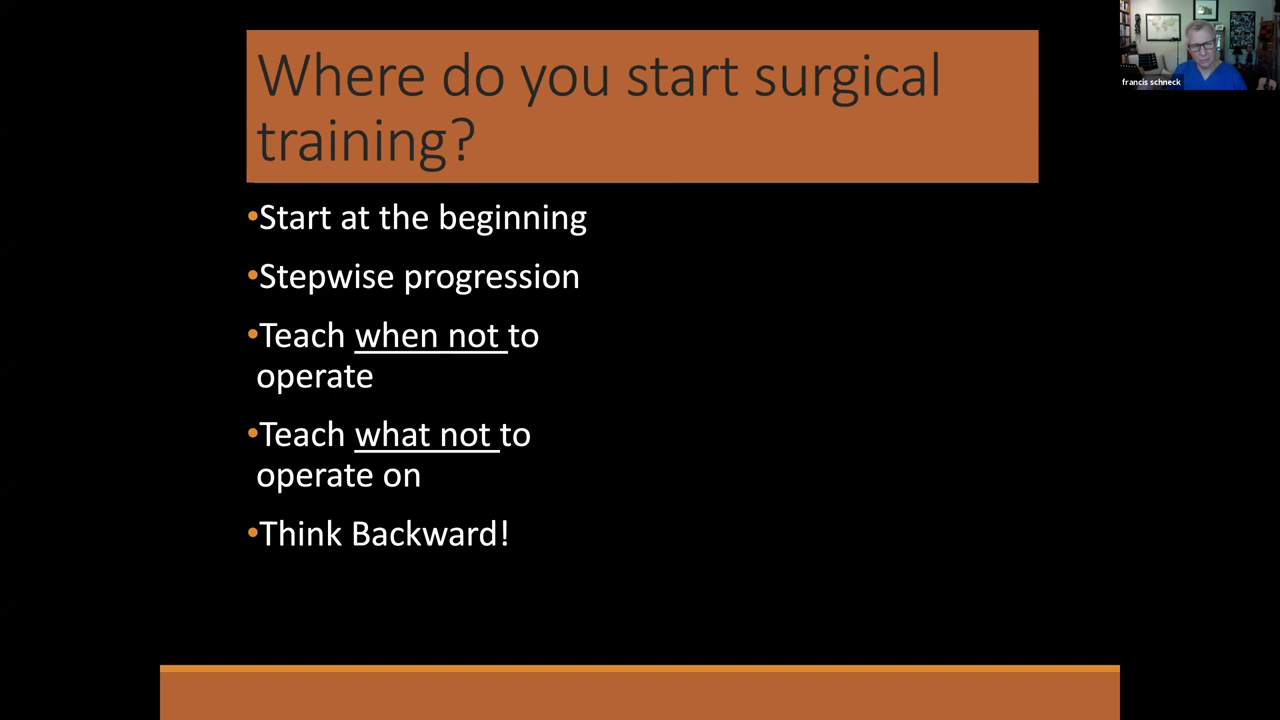 Where do you start surgical
training?
•Start at the beginning
•Stepwise progression
•Teach when not to
operate
•Teach what not to
operate on
•Think Backward!
francis schneck